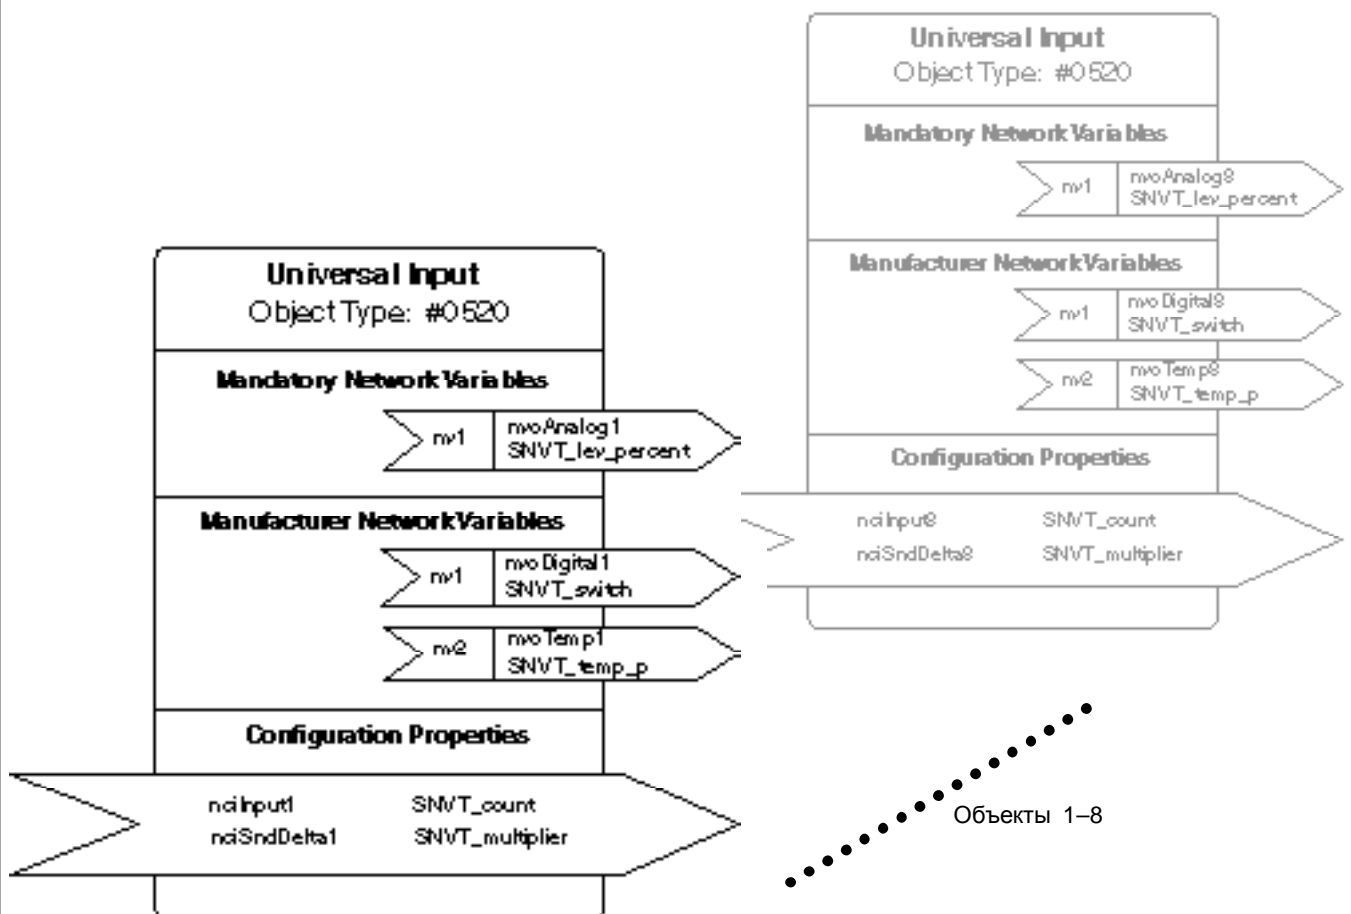 Universal Input
Object Type: #0520
Mandatory Network Variables
nv1
nvoAnalog1
SNVT_lev_percent
Manufacturer Network Variables
nv1
nvoDigital1
SNVT_switch
nv2
nvoTemp1
SNVT_temp_p
Configuration Properties
nciInput1 SNVT_count
nciSndDelta1 SNVT_multiplier
Universal Input
Object Type: #0520
Mandatory Network Variables
nv1
nvoAnalog8
SNVT_lev_percent
Manufacturer Network Variables
nv1
nvoDigital8
SNVT_switch
nv2
nvoTemp8
SNVT_temp_p
Configuration Properties
nciInput8 SNVT_count
nciSndDelta8 SNVT_multiplier
Объекты 1–8